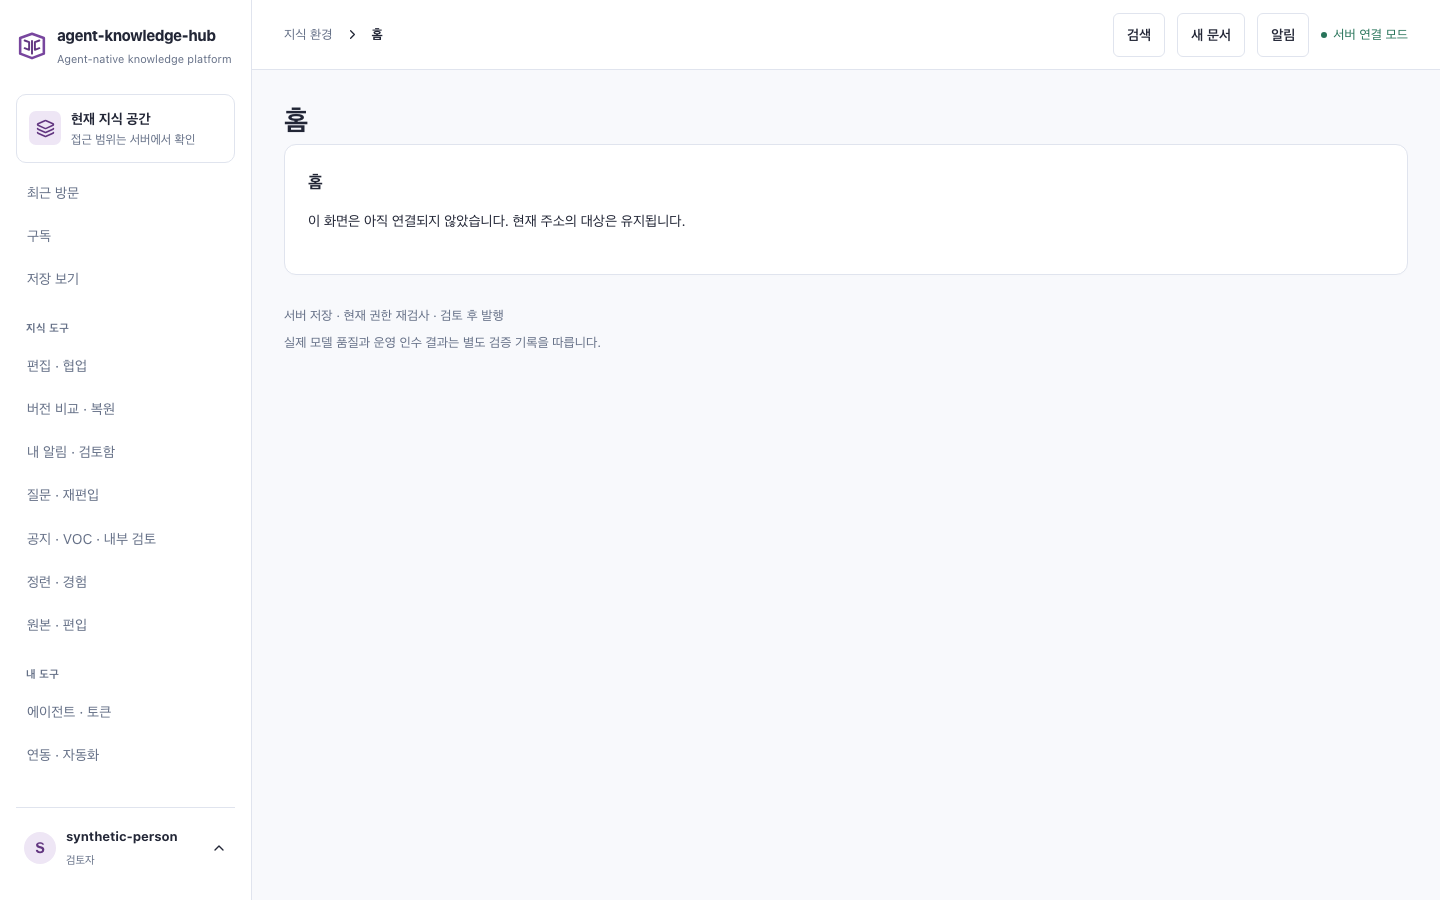 agent-knowledge-hub
Agent-native knowledge platform
현재 지식 공간
접근 범위는 서버에서 확인
최근 방문
구독
저장 보기
지식 도구
편집 · 협업
버전 비교 · 복원
내 알림 · 검토함
질문 · 재편입
공지 · VOC · 내부 검토
정련 · 경험
원본 · 편입
내 도구
에이전트 · 토큰
연동 · 자동화
S
synthetic-person
검토자
지식 환경
홈
검색
새 문서
알림
서버 연결 모드
홈
홈
이 화면은 아직 연결되지 않았습니다. 현재 주소의 대상은 유지됩니다.
서버 저장 · 현재 권한 재검사 · 검토 후 발행
실제 모델 품질과 운영 인수 결과는 별도 검증 기록을 따릅니다.